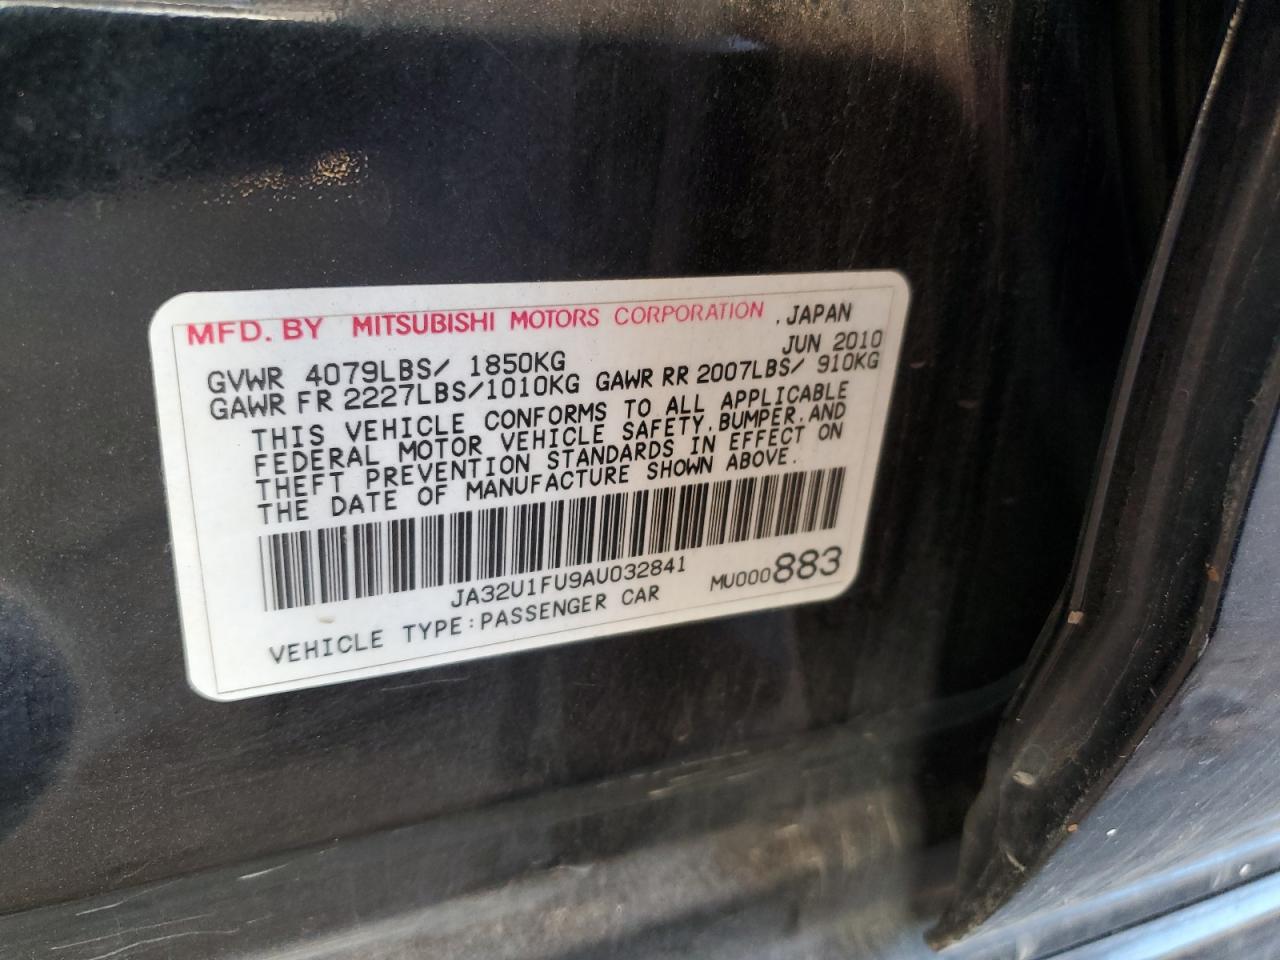 MFD. BY MITSUBISHI MOTORS CORPORATION , JAPAN
JUN 2010
GVWR 4079LBS/ 1850KG
GAWR FR 2227LBS/1010KG GAWR RR 2007LBS/ 910KG
THIS VEHICLE CONFORMS TO ALL APPLICABLE
FEDERAL MOTOR VEHICLE SAFETY, BUMPER, AND
THEFT PREVENTION STANDARDS IN EFFECT ON
THE DATE OF MANUFACTURE SHOWN ABOVE.
JA32U1FU9AU032841
MU000883
VEHICLE TYPE:PASSENGER CAR